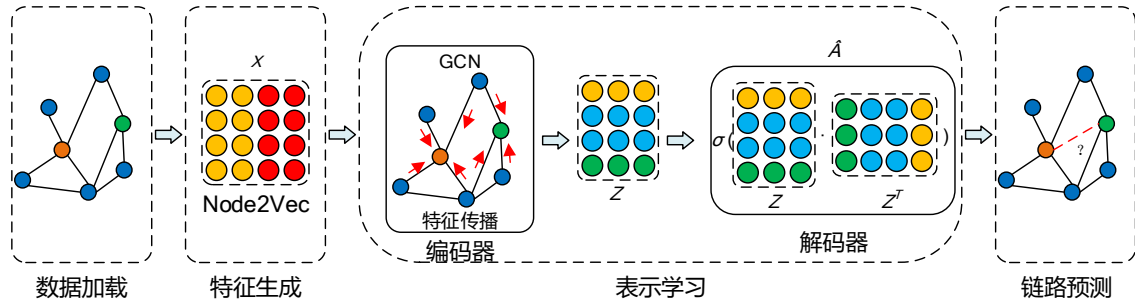 X
Node2Vec
GCN
特征传播
编码器
Z
Â
σ(
·
)
Z
Z^T
解码器
?
数据加载
特征生成
表示学习
链路预测